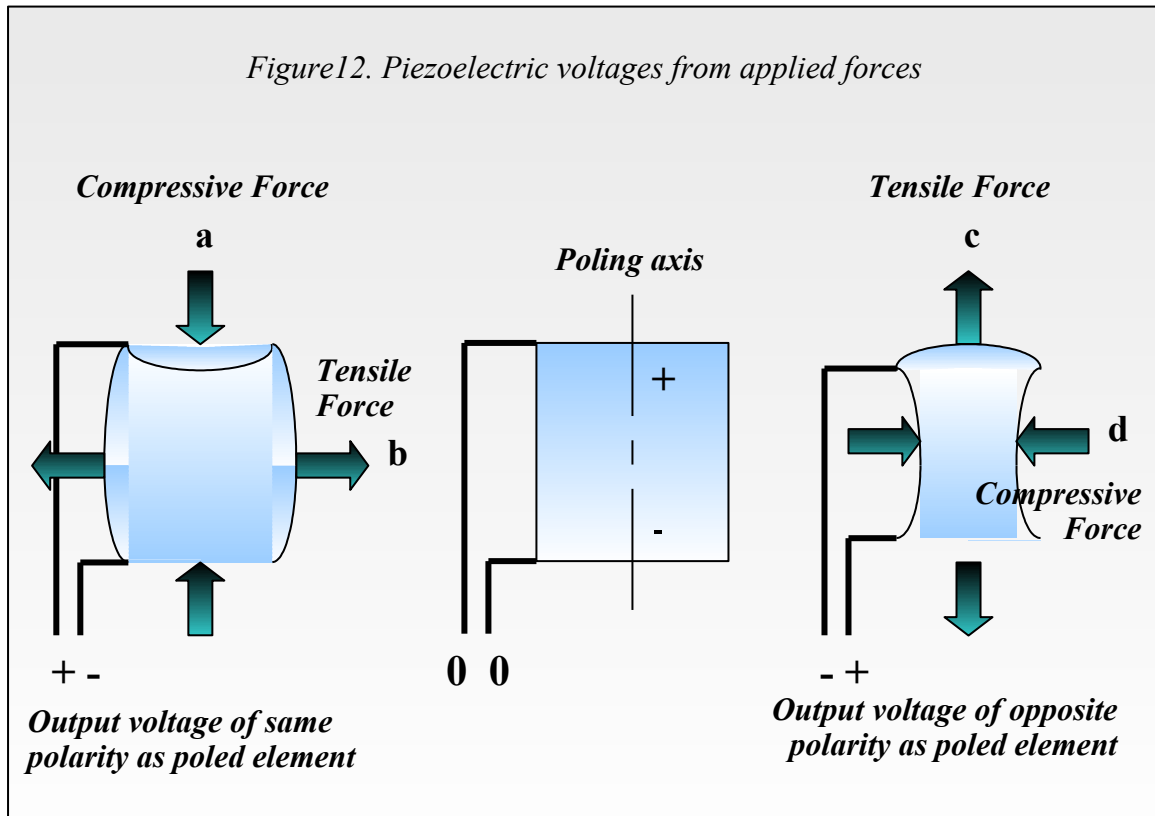 Figure12. Piezoelectric voltages from applied forces
Compressive Force
a
Tensile
Force
b
+ -
Output voltage of same
polarity as poled element
Poling axis
+
-
0 0
Tensile Force
c
d
Compressive
Force
- +
Output voltage of opposite
polarity as poled element